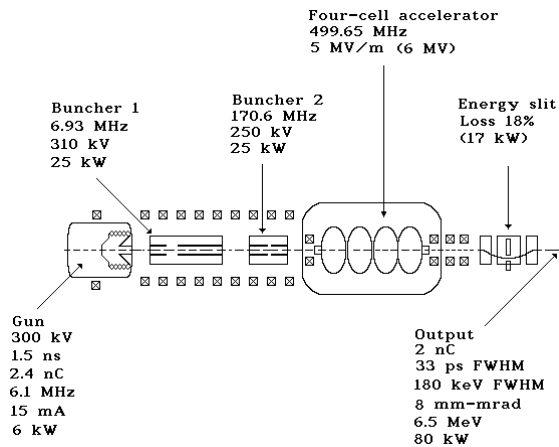 Four-cell accelerator
499.65 MHz
5 MV/m (6 MV)
Buncher 1
6.93 MHz
310 kV
25 kW
Buncher 2
170.6 MHz
250 kV
25 kW
Energy slit
Loss 18%
(17 kW)
Gun
300 kV
1.5 ns
2.4 nC
6.1 MHz
15 mA
6 kW
Output
2 nC
33 ps FWHM
180 keV FWHM
8 mm-mrad
6.5 MeV
80 kW